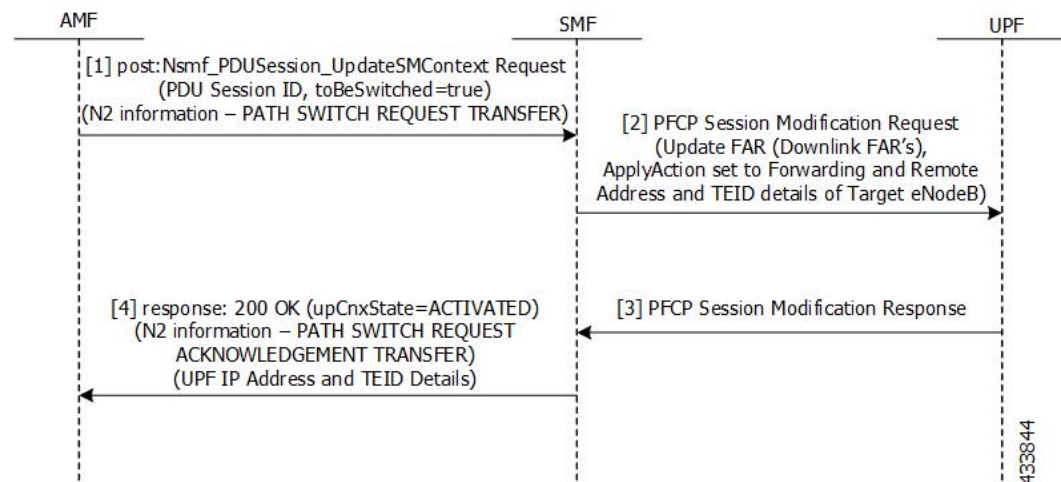 AMF
SMF
UPF
[1] post:Nsmf_PDUSession_UpdateSMContext Request
(PDU Session ID, toBeSwitched=true)
(N2 information – PATH SWITCH REQUEST TRANSFER)
[2] PFCP Session Modification Request
(Update FAR (Downlink FAR's),
ApplyAction set to Forwarding and Remote
Address and TEID details of Target eNodeB)
[4] response: 200 OK (upCnxState=ACTIVATED)
(N2 information – PATH SWITCH REQUEST
ACKNOWLEDGEMENT TRANSFER)
(UPF IP Address and TEID Details)
[3] PFCP Session Modification Response
433844